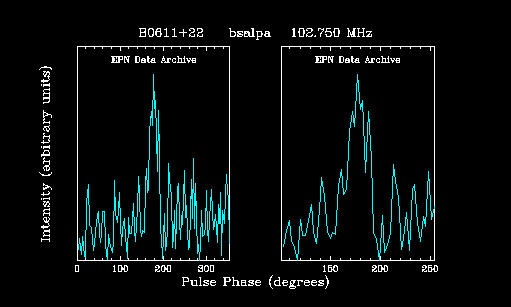 B0611+22 bsalpa 102.750 MHz
EPN Data Archive EPN Data Archive
Intensity (arbitrary units)
0 100 200 300 150 200 250
Pulse Phase (degrees)